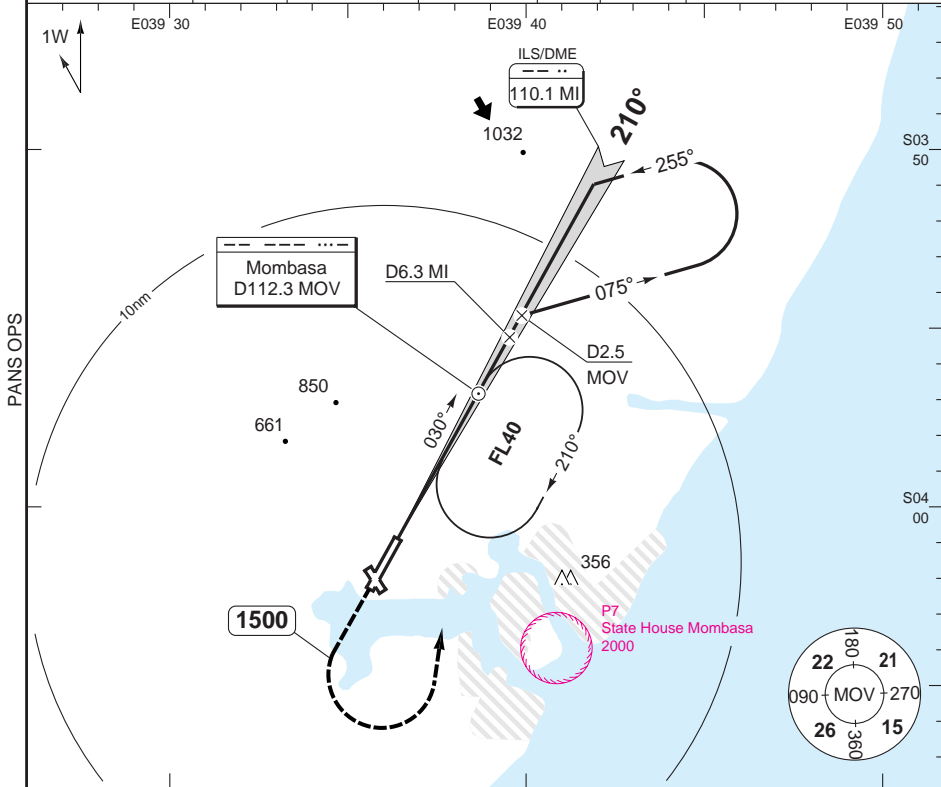 E039 30
E039 40
E039 50
1W
ILS/DME
110.1 MI
210°
1032
S03
50
255°
Mombasa
D112.3 MOV
D6.3 MI
075°
10nm
PANS OPS
D2.5
MOV
850
661
030°
FL40
210°
S04
00
356
1500
P7
State House Mombasa
2000
180
22
21
090
MOV
270
26
15
360